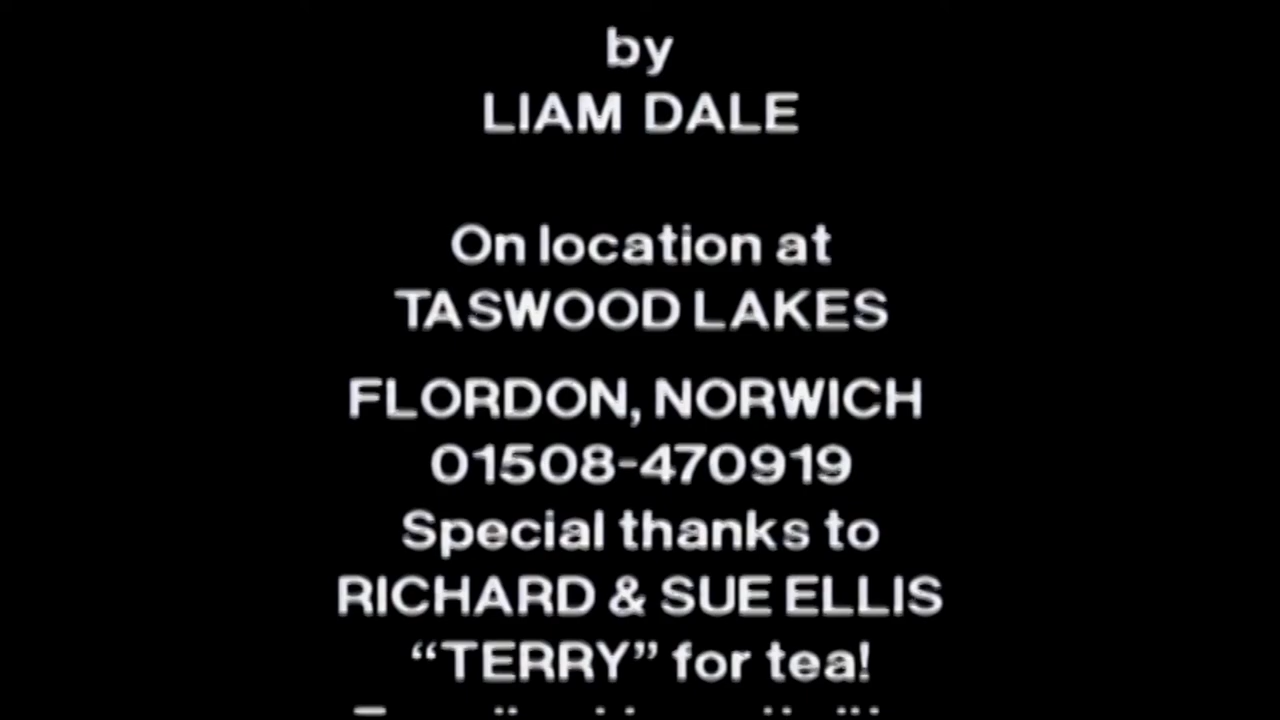 by
LIAM DALE
On location at
TASWOOD LAKES
FLORDON, NORWICH
01508-470919
Special thanks to
RICHARD & SUE ELLIS
“TERRY” for tea!